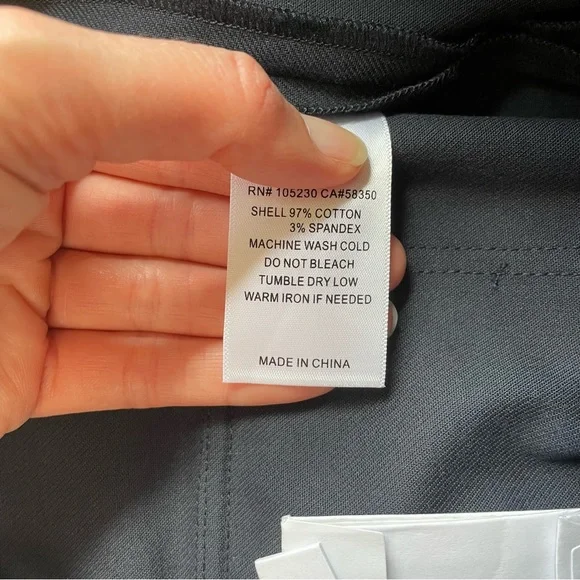 RN# 105230 CA#58350
SHELL 97% COTTON
3% SPANDEX
MACHINE WASH COLD
DO NOT BLEACH
TUMBLE DRY LOW
WARM IRON IF NEEDED
MADE IN CHINA